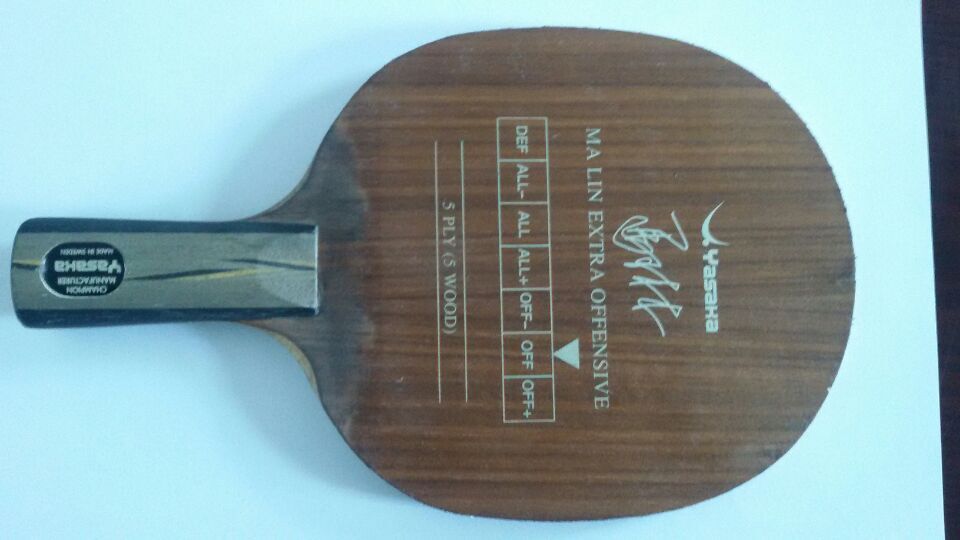 Yasaka
MA LIN EXTRA OFFENSIVE
DEF ALL- ALL ALL+ OFF- OFF OFF+
5 PLY (5 WOOD)
CHAMPION
MANUFACTURER
Yasaka
MADE IN SWEDEN